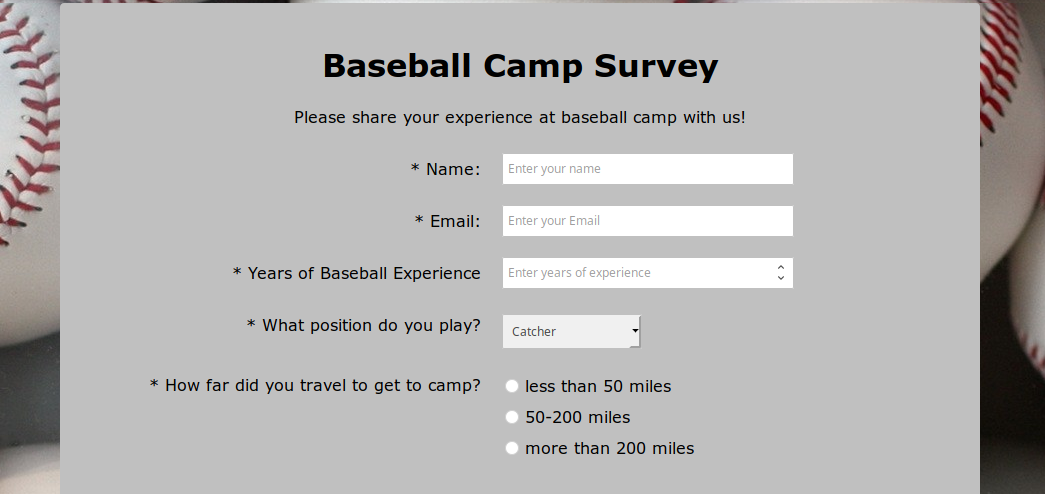 Baseball Camp Survey
Please share your experience at baseball camp with us!
* Name: Enter your name
* Email: Enter your Email
* Years of Baseball Experience Enter years of experience
* What position do you play? Catcher
* How far did you travel to get to camp? less than 50 miles
50-200 miles
more than 200 miles